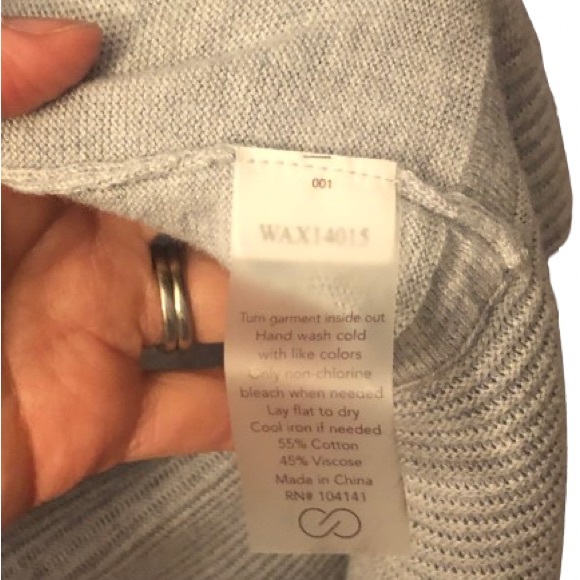 001
WAX14015
Turn garment inside out
Hand wash cold
with like colors
Only non-chlorine
bleach when needed
Lay flat to dry
Cool iron if needed
55% Cotton
45% Viscose
Made in China
RN# 104141